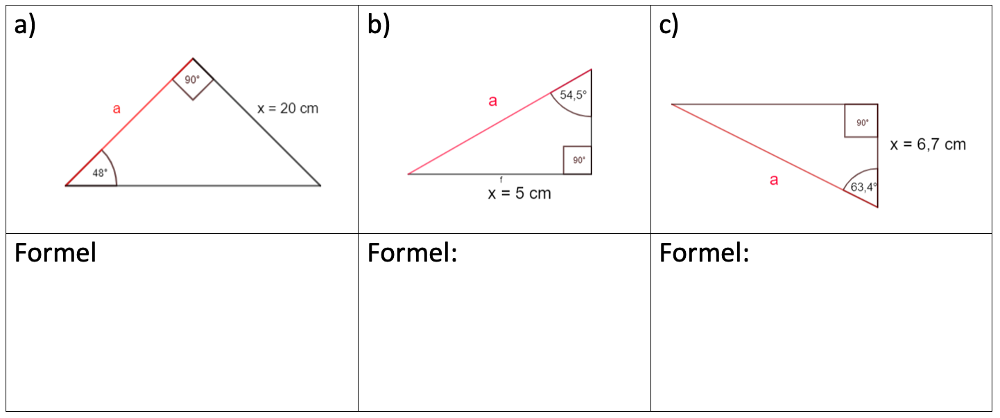 a)
90°
a
x = 20 cm
48°
b)
54,5°
a
90°
f
x = 5 cm
c)
90°
x = 6,7 cm
a
63,4°
Formel
Formel:
Formel: